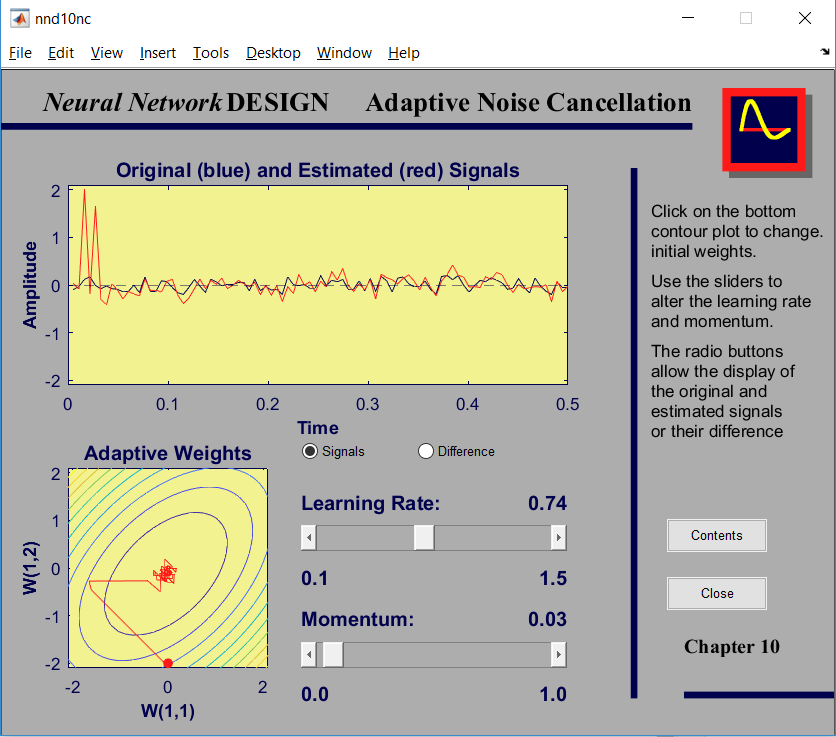 nnd10nc
File Edit View Insert Tools Desktop Window Help
Neural Network DESIGN Adaptive Noise Cancellation
Original (blue) and Estimated (red) Signals
Amplitude
2
1
0
-1
-2
0 0.1 0.2 0.3 0.4 0.5
Time
Signals Difference
Adaptive Weights
W(1,2)
2
1
0
-1
-2
-2 0 2
W(1,1)
Learning Rate: 0.74
0.1 1.5
Momentum: 0.03
0.0 1.0
Click on the bottom
contour plot to change.
initial weights.
Use the sliders to
alter the learning rate
and momentum.
The radio buttons
allow the display of
the original and
estimated signals
or their difference
Contents
Close
Chapter 10